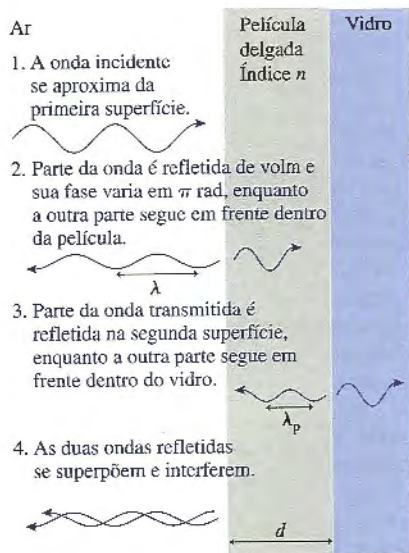 Ar
Película
delgada
Índice n
Vidro
1. A onda incidente
se aproxima da
primeira superfície.
2. Parte da onda é refletida de volm e
sua fase varia em π rad, enquanto
a outra parte segue em frente dentro
da película.
λ
3. Parte da onda transmitida é
refletida na segunda superfície,
enquanto a outra parte segue em
frente dentro do vidro.
λp
4. As duas ondas refletidas
se superpõem e interferem.
d